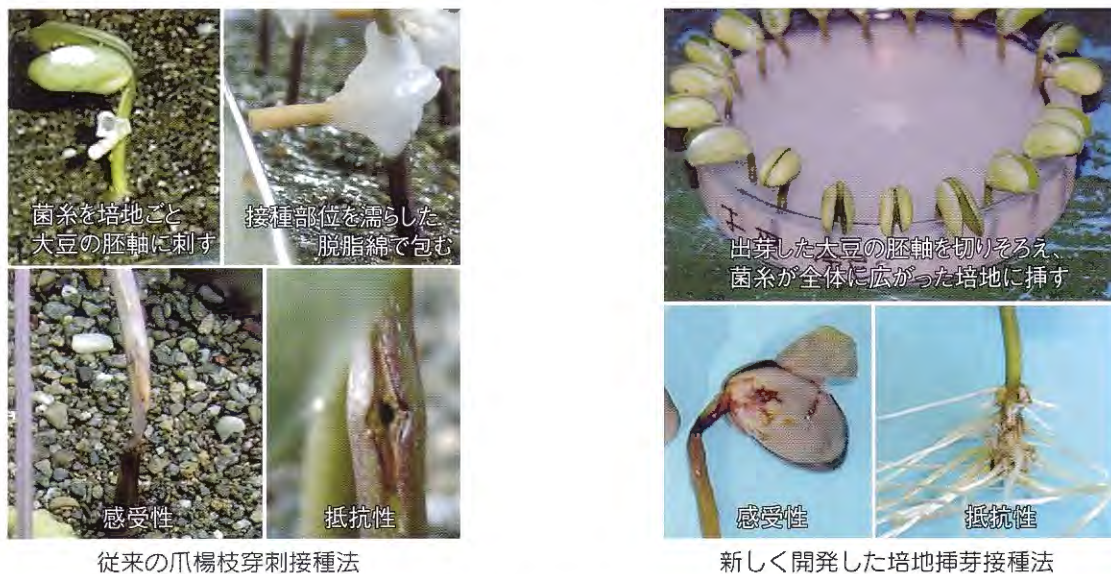 菌糸を培地ごと
大豆の胚軸に刺す
接種部位を濡らした
脱脂綿で包む
感受性
抵抗性
従来の爪楊枝穿刺接種法
出芽した大豆の胚軸を切りそろえ、
菌糸が全体に広がった培地に挿す
感受性
抵抗性
新しく開発した培地挿芽接種法